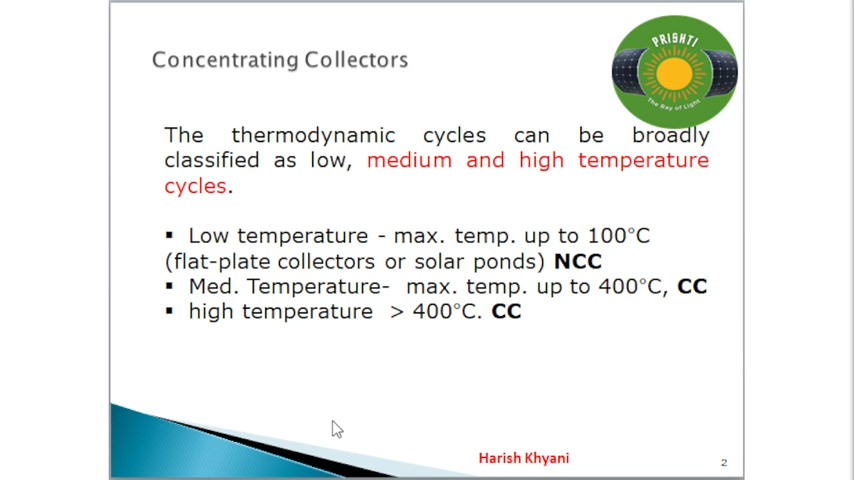 Concentrating Collectors
PRISHTI
The Ray of Light
The thermodynamic cycles can be broadly
classified as low, medium and high temperature
cycles.
▪ Low temperature - max. temp. up to 100°C
(flat-plate collectors or solar ponds) NCC
▪ Med. Temperature- max. temp. up to 400°C, CC
▪ high temperature > 400°C. CC
Harish Khyani
2